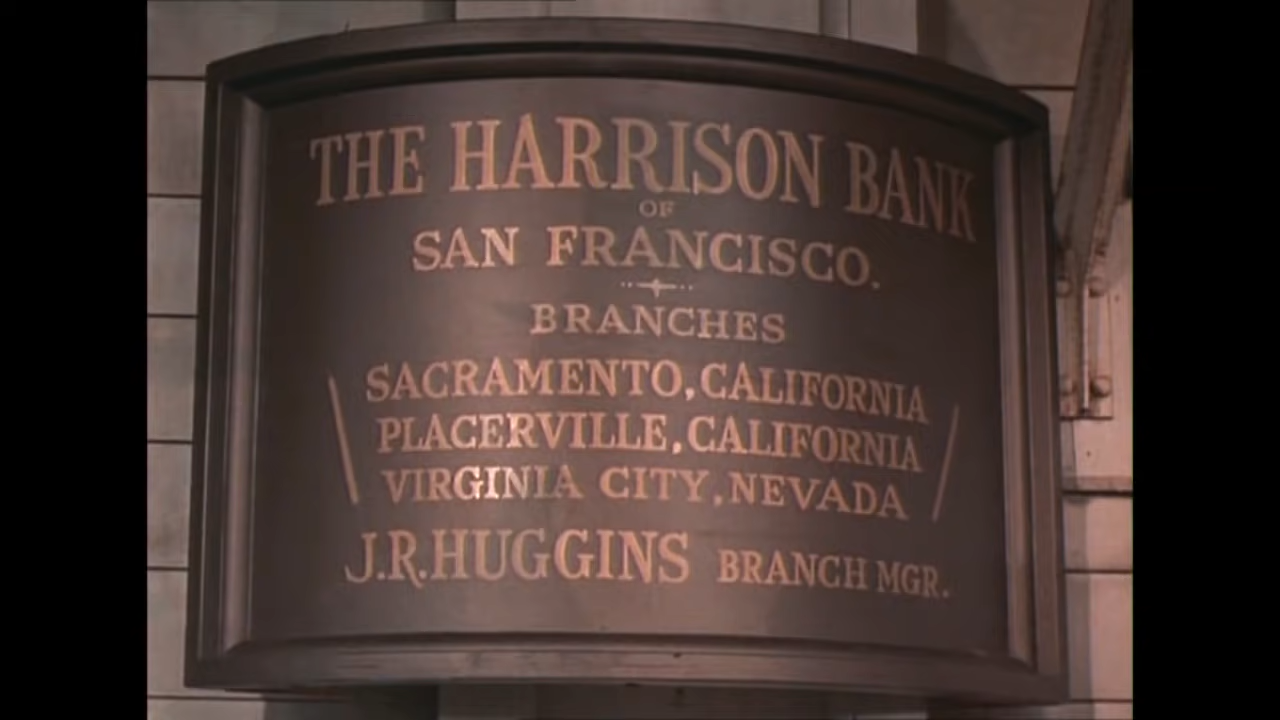 THE HARRISON BANK
OF
SAN FRANCISCO.
BRANCHES
SACRAMENTO, CALIFORNIA
PLACERVILLE, CALIFORNIA
VIRGINIA CITY, NEVADA
J.R. HUGGINS BRANCH MGR.